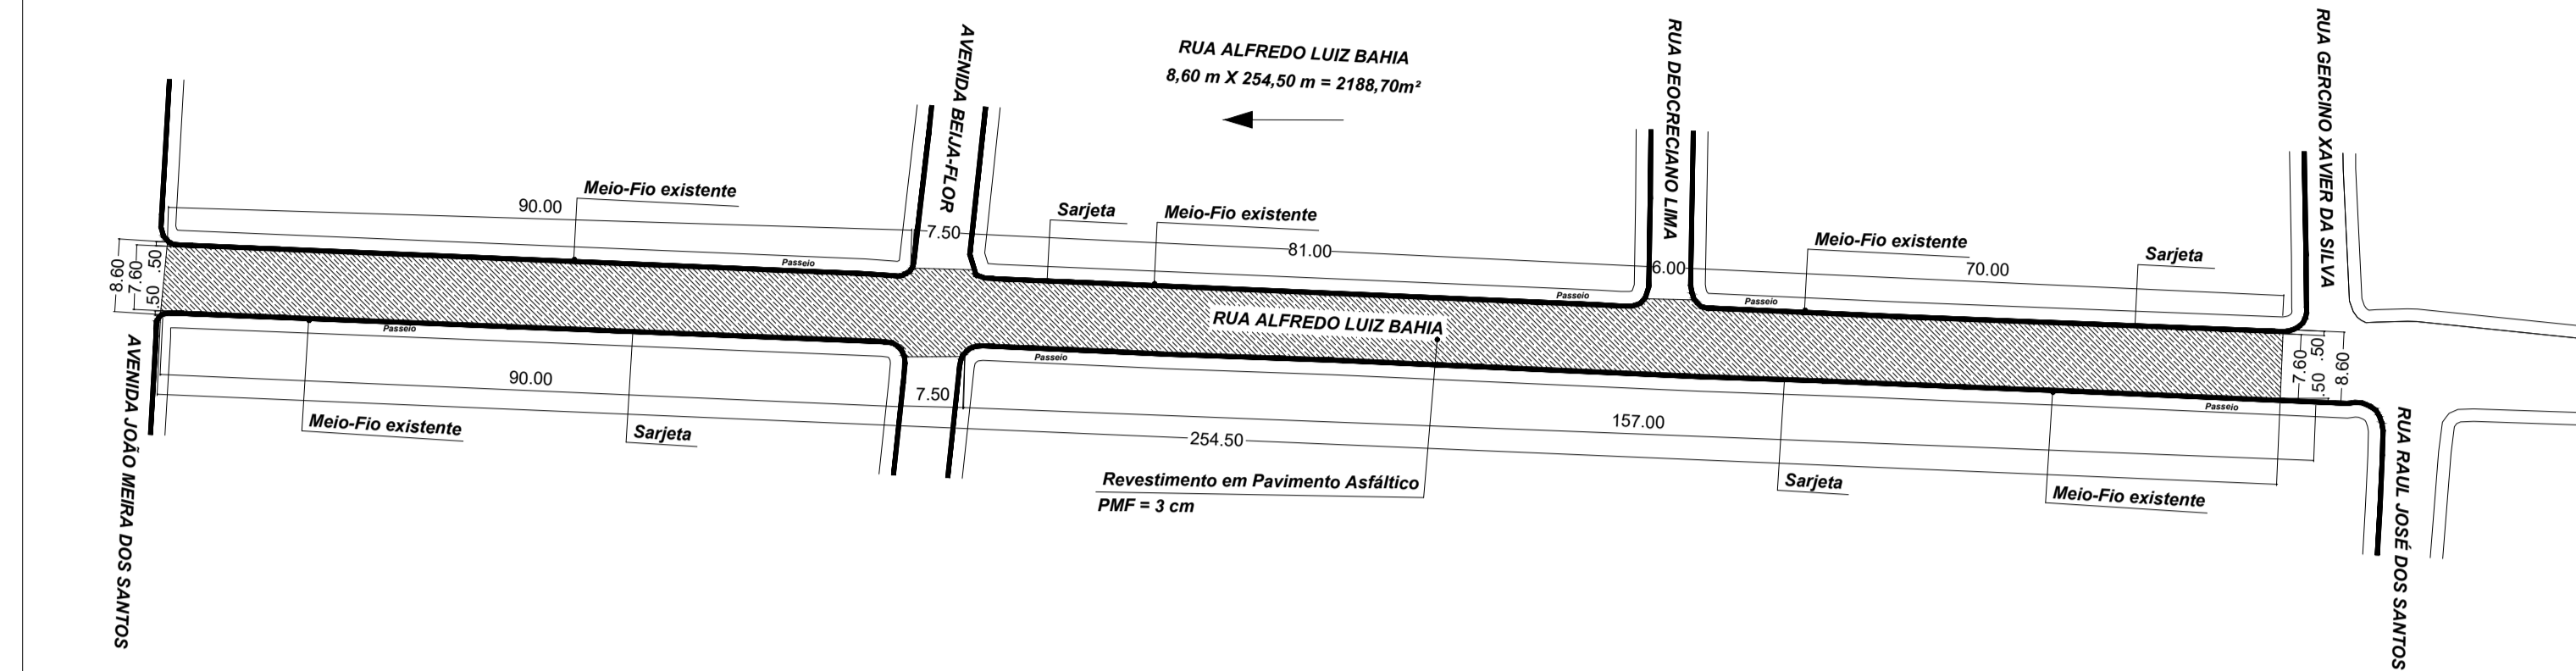 RUA ALFREDO LUIZ BAHIA
8,60 m X 254,50 m = 2188,70m²
AVENIDA BEIJA-FLOR
RUA DEOCRECIANO LIMA
RUA GERCINO XAVIER DA SILVA
Meio-Fio existente
90.00
7.50
Sarjeta
Meio-Fio existente
81.00
6.00
Meio-Fio existente
70.00
Sarjeta
Passeio
Passeio
Passeio
8.60
7.60
.50
.50
RUA ALFREDO LUIZ BAHIA
.50
7.60
.50
8.60
Passeio
Passeio
Passeio
AVENIDA JOÃO MEIRA DOS SANTOS
90.00
7.50
157.00
254.50
Meio-Fio existente
Sarjeta
Revestimento em Pavimento Asfáltico
PMF = 3 cm
Sarjeta
Meio-Fio existente
RUA RAUL JOSÉ DOS SANTOS